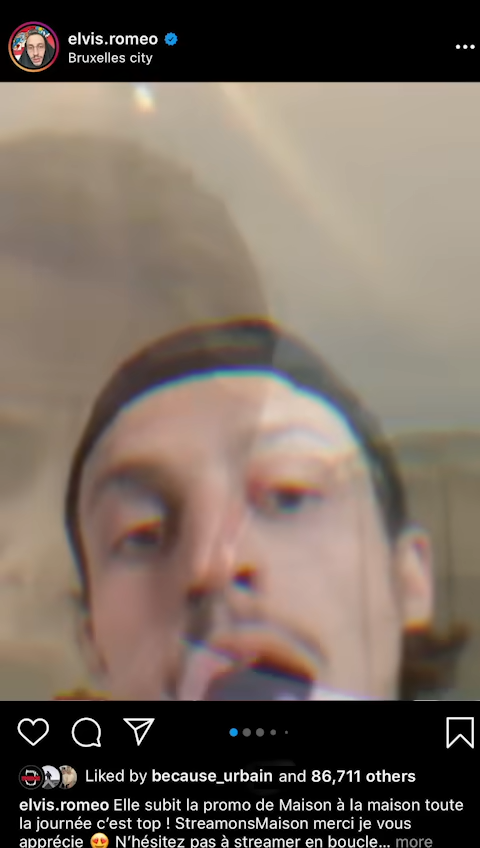 elvis.romeo
Bruxelles city
Liked by because_urbain and 86,711 others
elvis.romeo Elle subit la promo de Maison à la maison toute
la journée c'est top ! StreamonsMaison merci je vous
apprécie 😍 N'hésitez pas à streamer en boucle... more